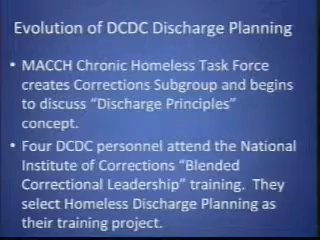 Evolution of DCDC Discharge Planning
• MACCH Chronic Homeless Task Force
creates Corrections Subgroup and begins
to discuss “Discharge Principles”
concept.
• Four DCDC personnel attend the National
Institute of Corrections “Blended
Correctional Leadership” training.  They
select Homeless Discharge Planning as
their training project.